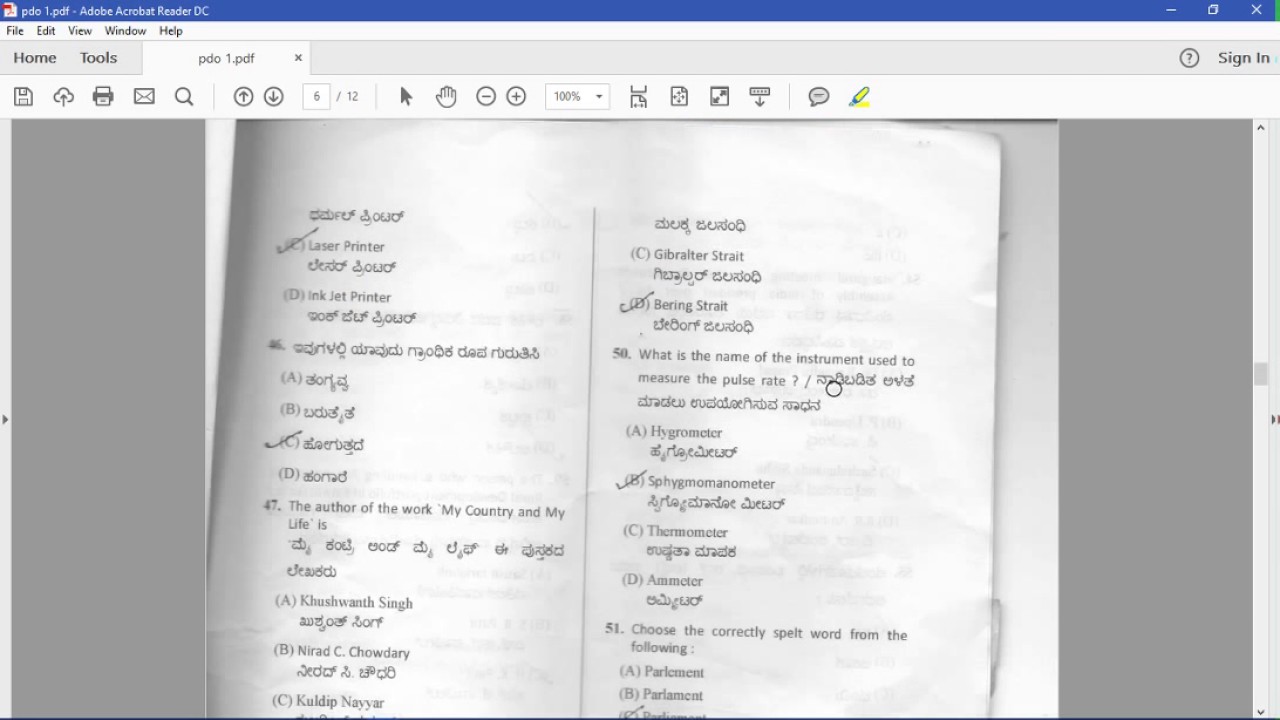 pdo 1.pdf - Adobe Acrobat Reader DC
File Edit View Window Help
Home Tools pdo 1.pdf × Sign In
6 / 12 100%
ಥರ್ಮಲ್ ಪ್ರಿಂಟರ್
(C) Laser Printer
ಲೇಸರ್ ಪ್ರಿಂಟರ್
(D) Ink Jet Printer
ಇಂಕ್ ಜೆಟ್ ಪ್ರಿಂಟರ್
46. ಇವುಗಳಲ್ಲಿ ಯಾವುದು ಗ್ರಾಂಥಿಕ ರೂಪ ಗುರುತಿಸಿ
(A) ತಂಗ್ಯವ್ವ
(B) ಬರುತೈತೆ
(C) ಹೋಗುತ್ತದೆ
(D) ಹಂಗಾರೆ
47. The author of the work `My Country and My
Life` is
`ಮೈ ಕಂಟ್ರಿ ಅಂಡ್ ಮೈ ಲೈಫ್ ಈ ಪುಸ್ತಕದ
ಲೇಖಕರು
(A) Khushwanth Singh
ಖುಶ್ವಂತ್ ಸಿಂಗ್
(B) Nirad C. Chowdary
ನೀರದ್ ಸಿ. ಚೌಧರಿ
(C) Kuldip Nayyar
ಮಲಕ್ಕ ಜಲಸಂಧಿ
(C) Gibralter Strait
ಗಿಬ್ರಾಲ್ಟರ್ ಜಲಸಂಧಿ
(D) Bering Strait
ಬೇರಿಂಗ್ ಜಲಸಂಧಿ
50. What is the name of the instrument used to
measure the pulse rate ? / ನಾಡಿಬಡಿತ ಅಳತೆ
ಮಾಡಲು ಉಪಯೋಗಿಸುವ ಸಾಧನ
(A) Hygrometer
ಹೈಗ್ರೋಮೀಟರ್
(B) Sphygmomanometer
ಸ್ಪಿಗ್ಮೋಮಾನೋ ಮೀಟರ್
(C) Thermometer
ಉಷ್ಣತಾ ಮಾಪಕ
(D) Ammeter
ಅಮ್ಮೀಟರ್
51. Choose the correctly spelt word from the
following :
(A) Parlement
(B) Parlament
(C) Parliament